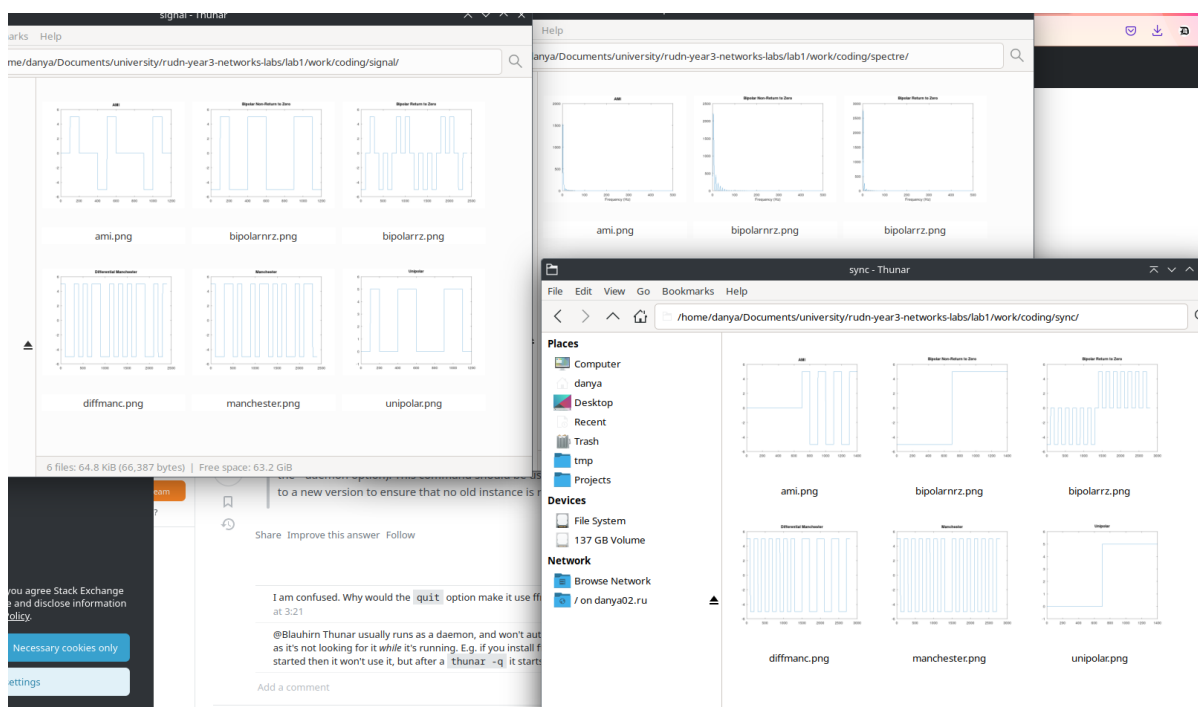 signal - Thunar
arks Help
me/danya/Documents/university/rudn-year3-networks-labs/lab1/work/coding/signal/
AMI
Bipolar Non-Return to Zero
Bipolar Return to Zero
ami.png
bipolarnrz.png
bipolarrz.png
Differential Manchester
Manchester
Unipolar
diffmanc.png
manchester.png
unipolar.png
6 files: 64.8 KiB (66,387 bytes) | Free space: 63.2 GiB
Help
anya/Documents/university/rudn-year3-networks-labs/lab1/work/coding/spectre/
AMI
Bipolar Non-Return to Zero
Bipolar Return to Zero
Frequency (Hz)
Frequency (Hz)
Frequency (Hz)
ami.png
bipolarnrz.png
bipolarrz.png
sync - Thunar
File Edit View Go Bookmarks Help
/home/danya/Documents/university/rudn-year3-networks-labs/lab1/work/coding/sync/
Places
Computer
danya
Desktop
Recent
Trash
tmp
Projects
Devices
File System
137 GB Volume
Network
Browse Network
/ on danya02.ru
AMI
Bipolar Non-Return to Zero
Bipolar Return to Zero
ami.png
bipolarnrz.png
bipolarrz.png
Differential Manchester
Manchester
Unipolar
diffmanc.png
manchester.png
unipolar.png
eam
?
to a new version to ensure that no old instance is r
Share Improve this answer Follow
I am confused. Why would the quit option make it use ff
at 3:21
@Blauhirn Thunar usually runs as a daemon, and won't aut
as it's not looking for it while it's running. E.g. if you install f
started then it won't use it, but after a thunar -q it starts
Add a comment
you agree Stack Exchange
e and disclose information
Policy.
Necessary cookies only
ettings